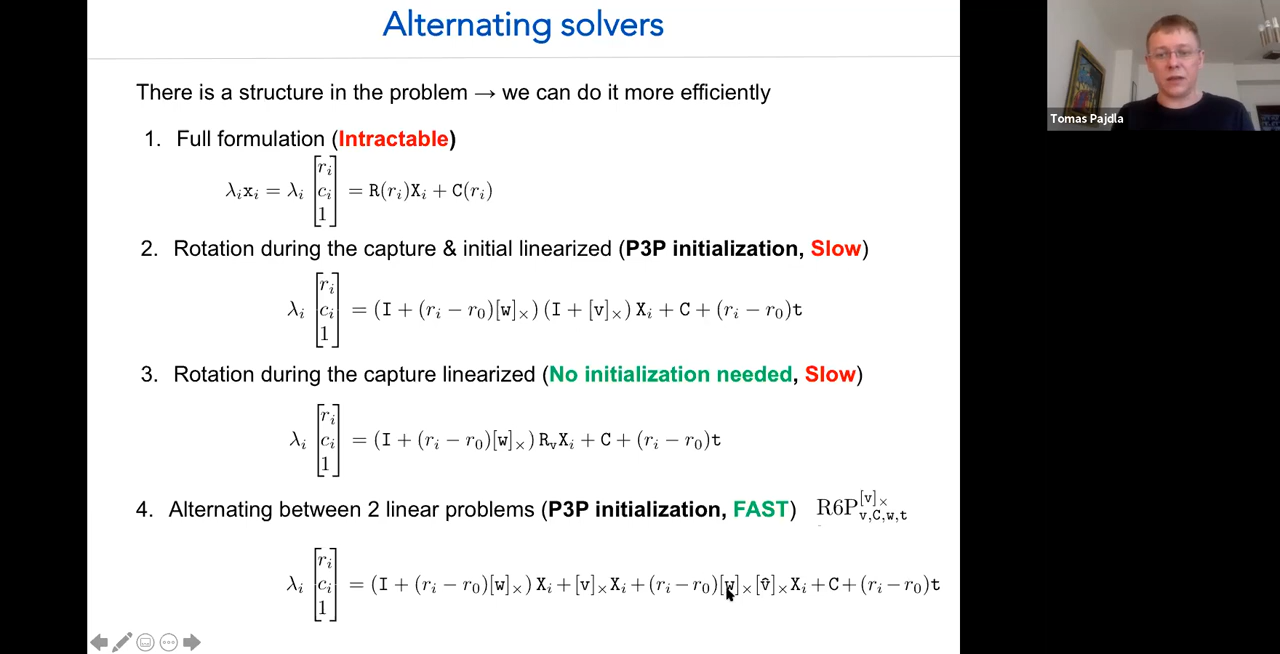 Alternating solvers
There is a structure in the problem → we can do it more efficiently
1. Full formulation (Intractable)
λᵢxᵢ = λᵢ [rᵢ cᵢ 1] = R(rᵢ)Xᵢ + C(rᵢ)
2. Rotation during the capture & initial linearized (P3P initialization, Slow)
λᵢ [rᵢ cᵢ 1] = (I + (rᵢ − r₀)[w]×) (I + [v]×) Xᵢ + C + (rᵢ − r₀)t
3. Rotation during the capture linearized (No initialization needed, Slow)
λᵢ [rᵢ cᵢ 1] = (I + (rᵢ − r₀)[w]×) RᵥXᵢ + C + (rᵢ − r₀)t
4. Alternating between 2 linear problems (P3P initialization, FAST) R6P [v]× v,C,w,t
λᵢ [rᵢ cᵢ 1] = (I + (rᵢ − r₀)[w]×) Xᵢ + [v]×Xᵢ + (rᵢ − r₀)[w]×[v̂]×Xᵢ + C + (rᵢ − r₀)t
Tomas Pajdla